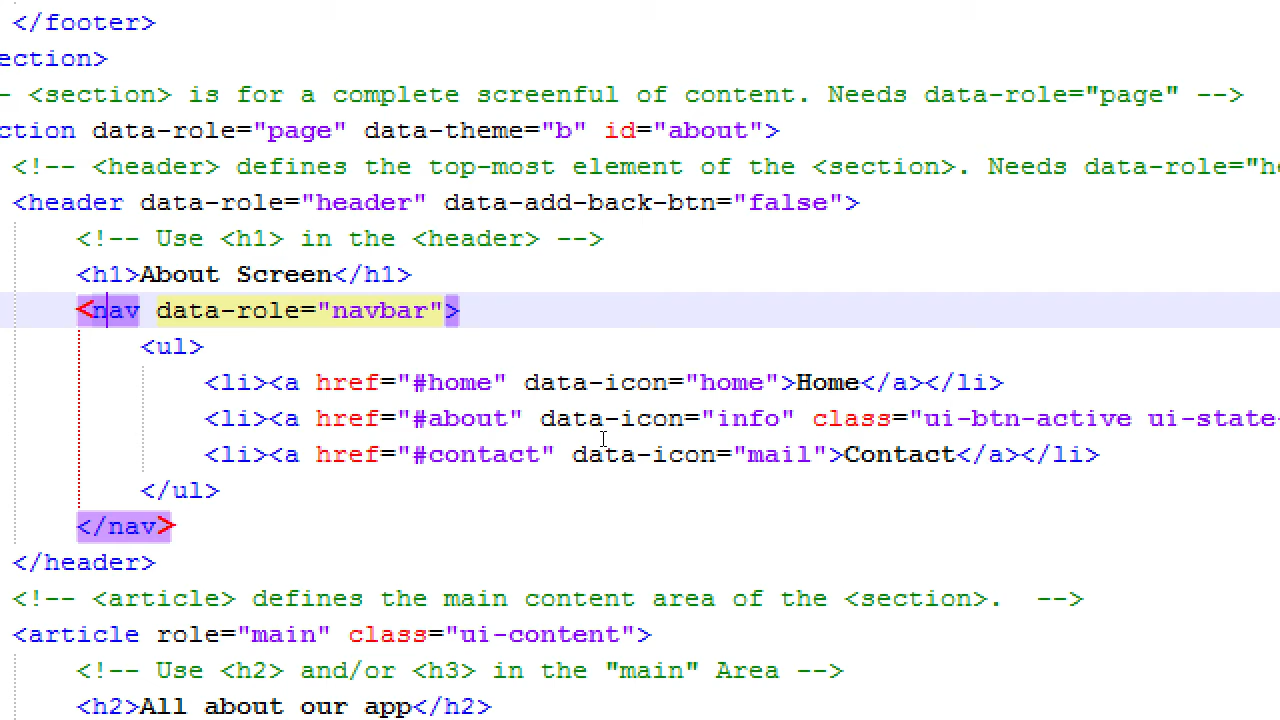 </footer>
ection>
- <section> is for a complete screenful of content. Needs data-role="page" -->
ction data-role="page" data-theme="b" id="about">
<!-- <header> defines the top-most element of the <section>. Needs data-role="he
<header data-role="header" data-add-back-btn="false">
<!-- Use <h1> in the <header> -->
<h1>About Screen</h1>
<nav data-role="navbar">
<ul>
<li><a href="#home" data-icon="home">Home</a></li>
<li><a href="#about" data-icon="info" class="ui-btn-active ui-state-
<li><a href="#contact" data-icon="mail">Contact</a></li>
</ul>
</nav>
</header>
<!-- <article> defines the main content area of the <section>.  -->
<article role="main" class="ui-content">
<!-- Use <h2> and/or <h3> in the "main" Area -->
<h2>All about our app</h2>